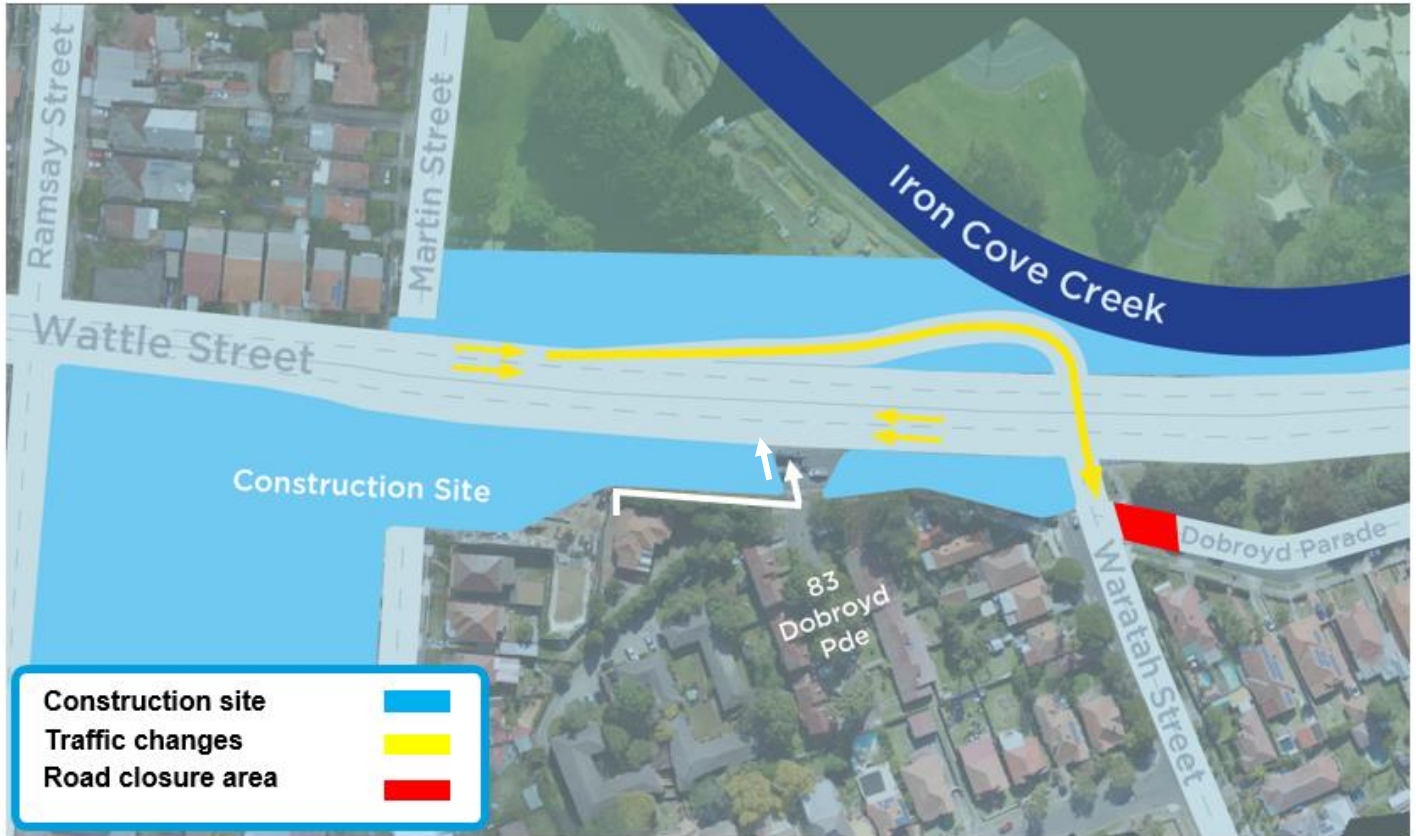 Ramsay Street
Martin Street
Iron Cove Creek
Wattle Street
Construction Site
83
Dobroyd
Pde
Dobroyd Parade
Waratah Street
Construction site
Traffic changes
Road closure area